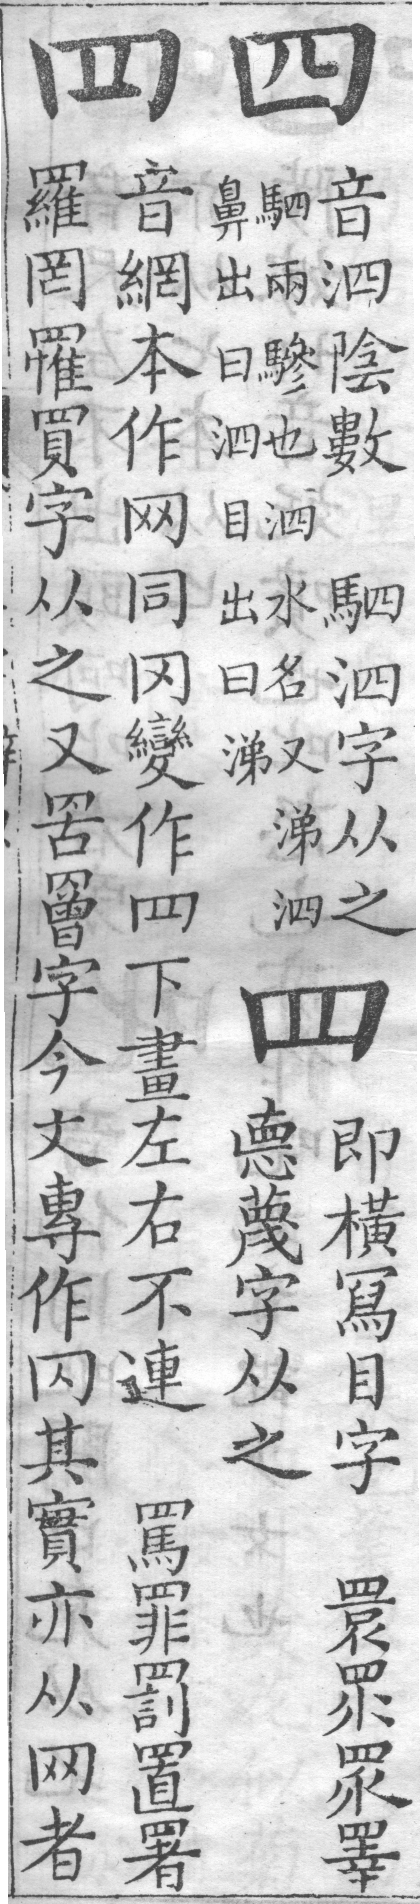 四
音泗陰數　駟泗字从之
駟兩驂也泗水名又涕泗
鼻出曰泗目出曰涕
罒
即橫寫目字　睘眔眾睪
悳蔑字从之
罒
音網本作网同冈變作罒下畫左右不連　罵罪罰置署
羅罔罹買字从之又罟罾字今文專作罓其實亦从网者